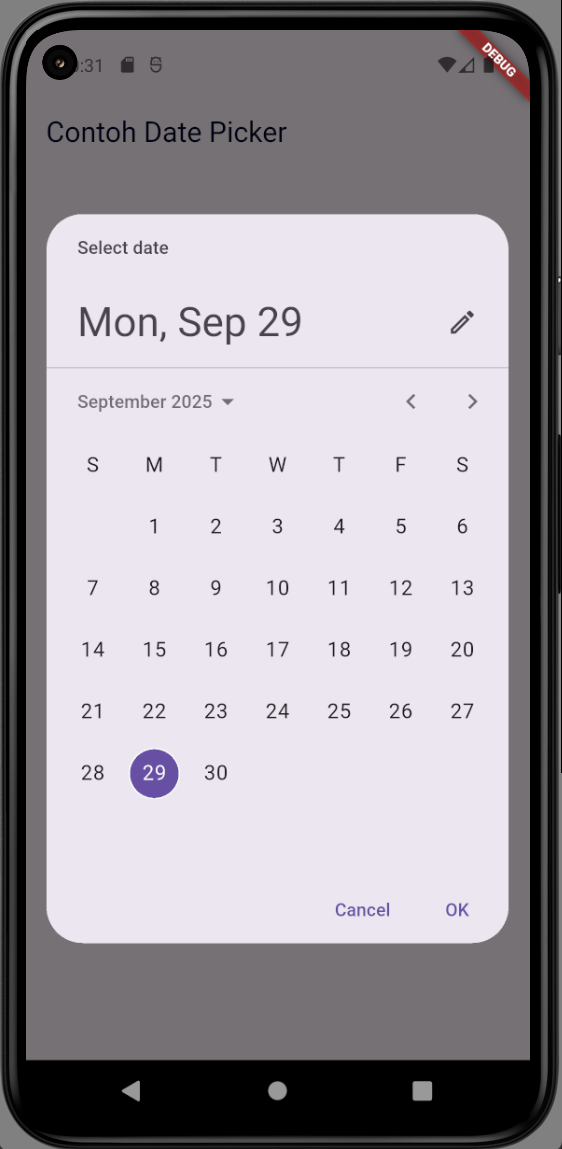 :31
DEBUG
Contoh Date Picker
Select date
Mon, Sep 29
September 2025
S M T W T F S
1 2 3 4 5 6
7 8 9 10 11 12 13
14 15 16 17 18 19 20
21 22 23 24 25 26 27
28 29 30
Cancel OK